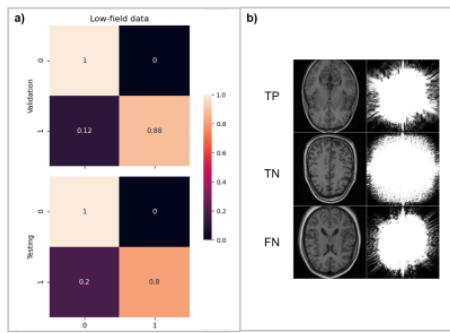 a)
Low-field data
0
1
0
Validation
0.12
0.88
1
1.0
0.8
0.6
0.4
0.2
0.0
1
0
0
Testing
0.2
0.8
1
0
1
b)
TP
TN
FN